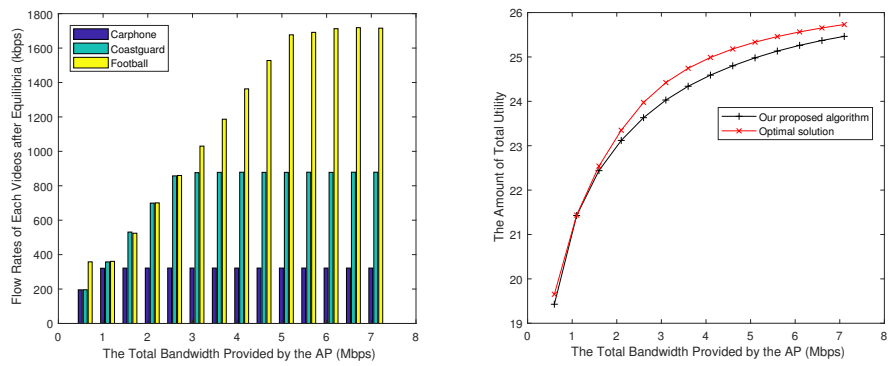 Flow Rates of Each Videos after Equilibria (kbps)
1800
1600
1400
1200
1000
800
600
400
200
0
Carphone
Coastguard
Football
0 1 2 3 4 5 6 7 8
The Total Bandwidth Provided by the AP (Mbps)
The Amount of Total Utility
26
25
24
23
22
21
20
19
Our proposed algorithm
Optimal solution
0 1 2 3 4 5 6 7 8
The Total Bandwidth Provided by the AP (Mbps)